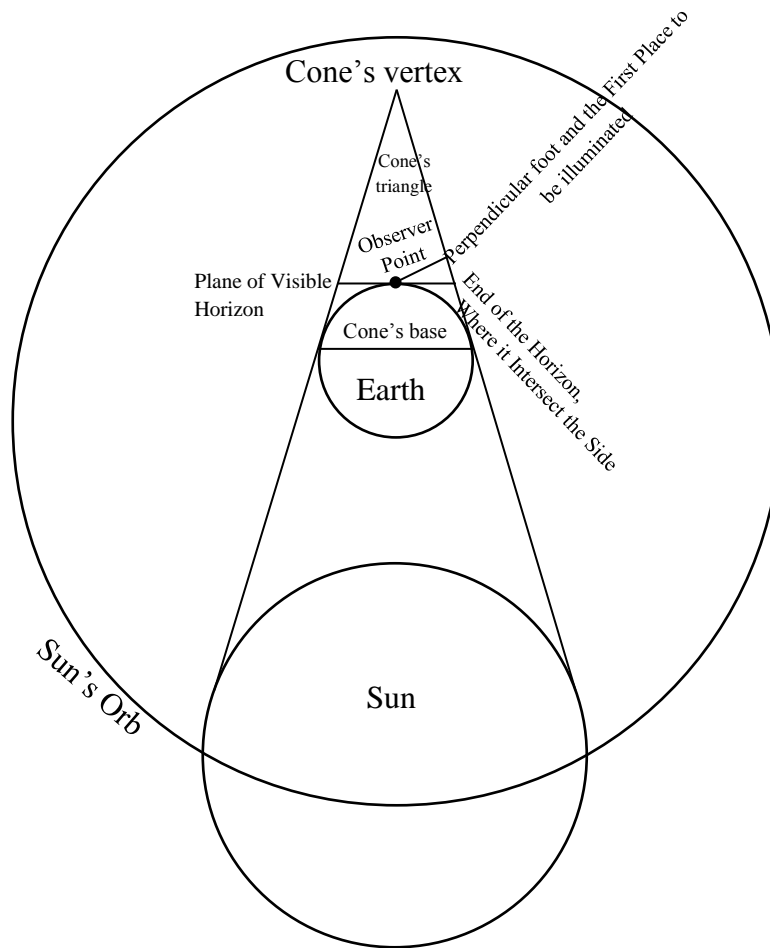 Cone’s vertex
Cone’s
triangle
Perpendicular foot and the First Place to
be illuminated
Observer
Point
Plane of Visible
Horizon
End of the Horizon,
Where it Intersect the Side
Cone’s base
Earth
Sun
Sun’s Orb